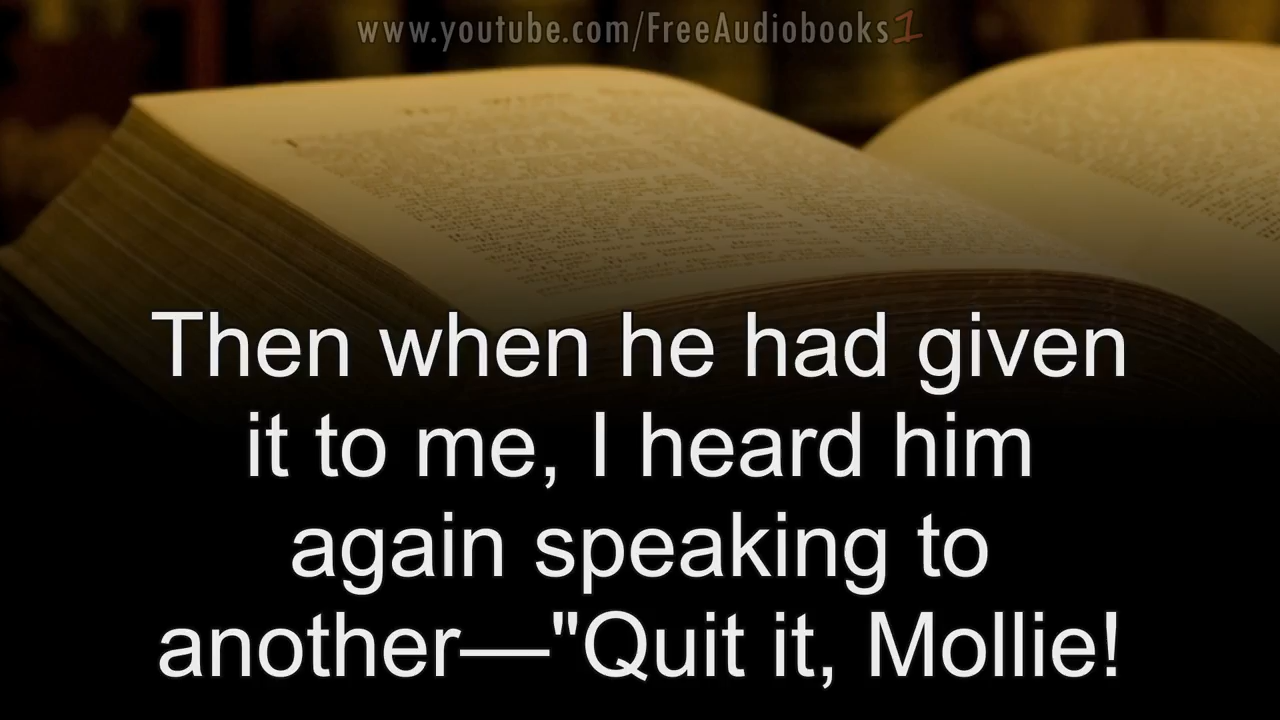 www.youtube.com/FreeAudiobooks1
Then when he had given
it to me, I heard him
again speaking to
another—"Quit it, Mollie!